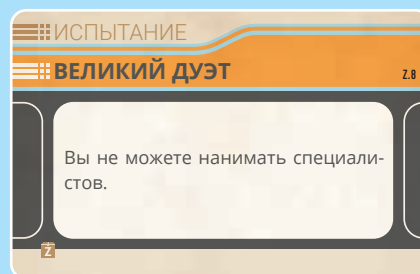 ИСПЫТАНИЕ
ВЕЛИКИЙ ДУЭТ
Z.8
Вы не можете нанимать специали-
стов.
Z